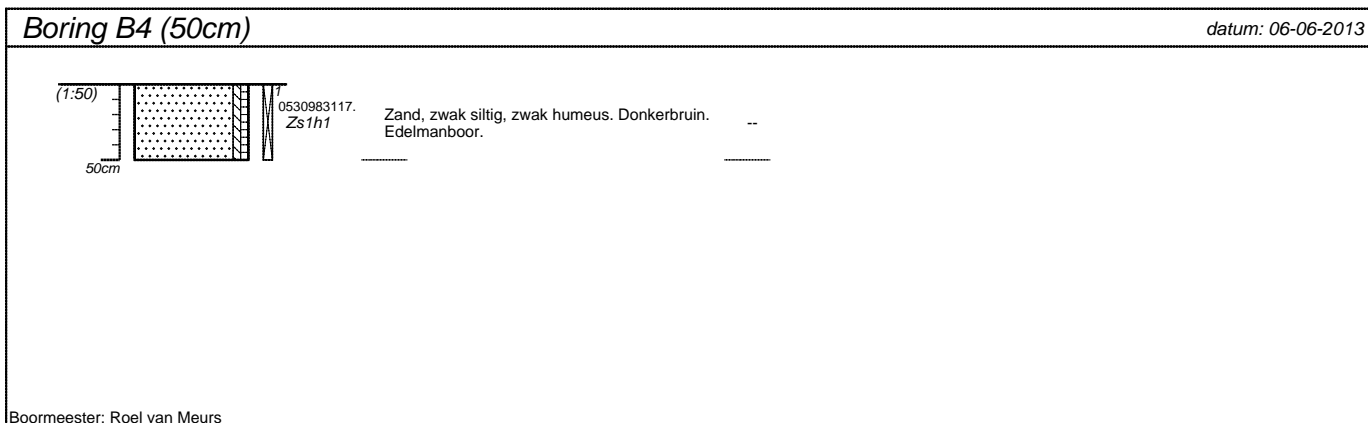 Boring B4 (50cm)
datum: 06-06-2013
(1:50)
1
0530983117.
Zs1h1
Zand, zwak siltig, zwak humeus. Donkerbruin.
Edelmanboor.
--
50cm
Boormeester: Roel van Meurs